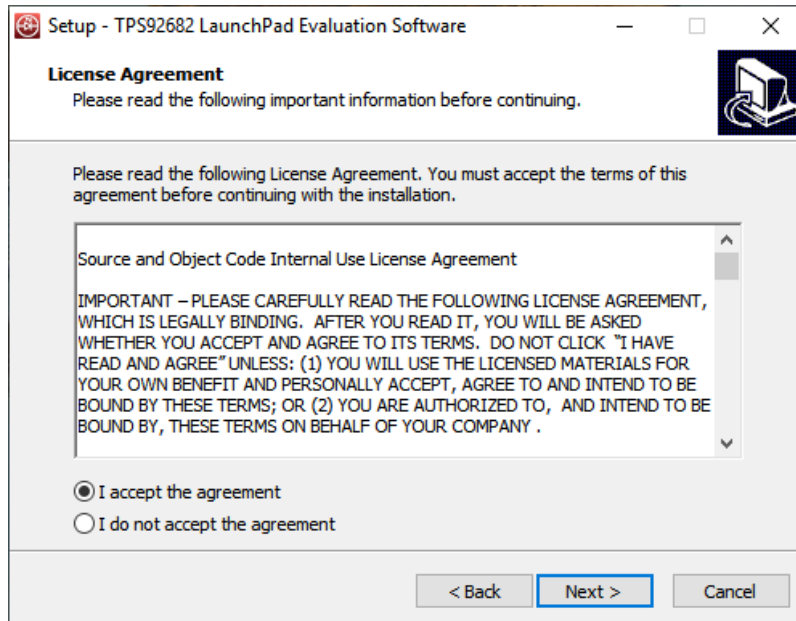 Setup - TPS92682 LaunchPad Evaluation Software
License Agreement
Please read the following important information before continuing.
Please read the following License Agreement. You must accept the terms of this
agreement before continuing with the installation.
Source and Object Code Internal Use License Agreement
IMPORTANT – PLEASE CAREFULLY READ THE FOLLOWING LICENSE AGREEMENT,
WHICH IS LEGALLY BINDING.  AFTER YOU READ IT, YOU WILL BE ASKED
WHETHER YOU ACCEPT AND AGREE TO ITS TERMS.  DO NOT CLICK  “I HAVE
READ AND AGREE” UNLESS: (1) YOU WILL USE THE LICENSED MATERIALS FOR
YOUR OWN BENEFIT AND PERSONALLY ACCEPT, AGREE TO AND INTEND TO BE
BOUND BY THESE TERMS; OR (2) YOU ARE AUTHORIZED TO,  AND INTEND TO BE
BOUND BY, THESE TERMS ON BEHALF OF YOUR COMPANY .
I accept the agreement
I do not accept the agreement
< Back Next > Cancel